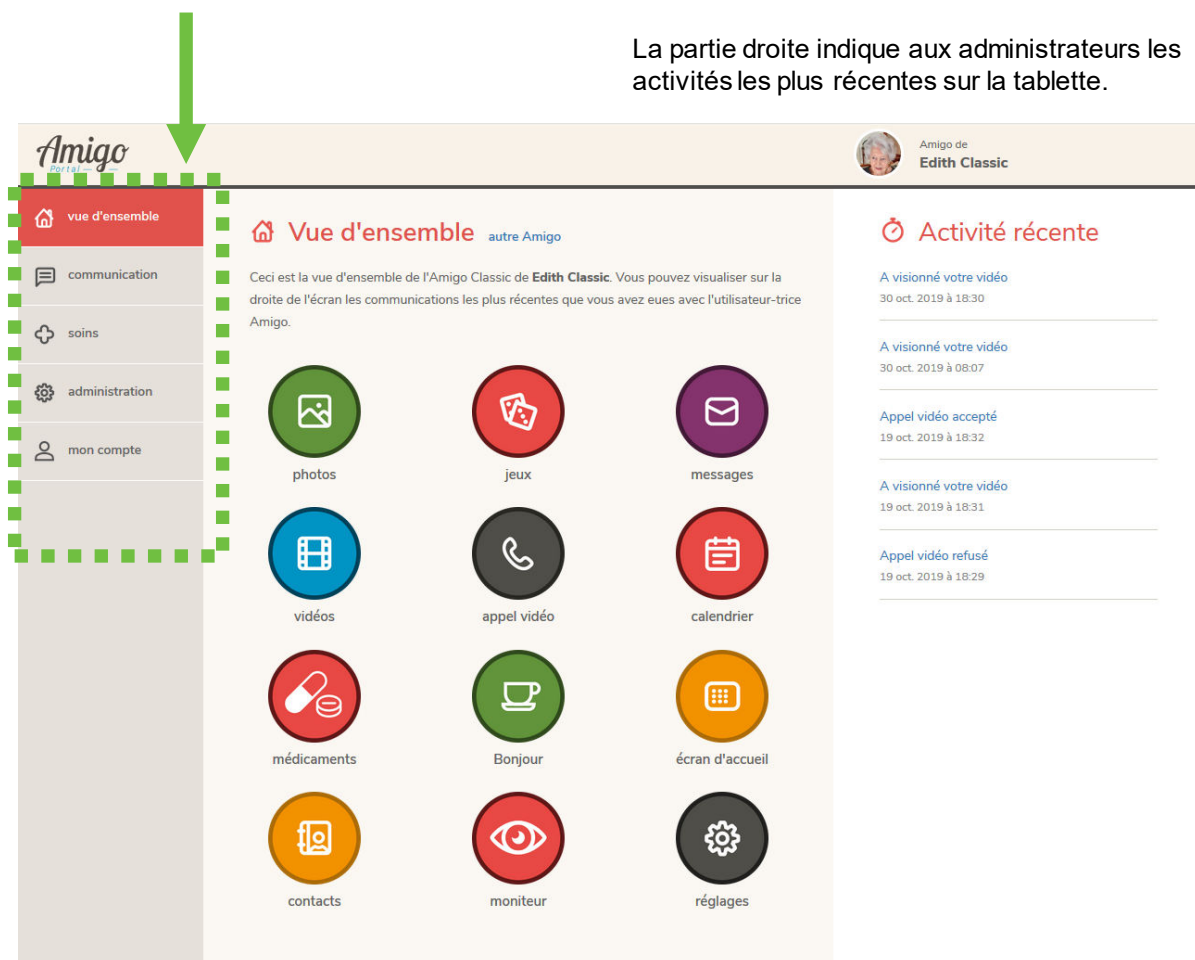 La partie droite indique aux administrateurs les
activités les plus récentes sur la tablette.
Amigo
Portal
Amigo de
Edith Classic
vue d'ensemble
communication
soins
administration
mon compte
Vue d'ensemble autre Amigo
Ceci est la vue d'ensemble de l'Amigo Classic de Edith Classic. Vous pouvez visualiser sur la
droite de l'écran les communications les plus récentes que vous avez eues avec l'utilisateur-trice
Amigo.
photos
jeux
messages
vidéos
appel vidéo
calendrier
médicaments
Bonjour
écran d'accueil
contacts
moniteur
réglages
Activité récente
A visionné votre vidéo
30 oct. 2019 à 18:30
A visionné votre vidéo
30 oct. 2019 à 08:07
Appel vidéo accepté
19 oct. 2019 à 18:32
A visionné votre vidéo
19 oct. 2019 à 18:31
Appel vidéo refusé
19 oct. 2019 à 18:29